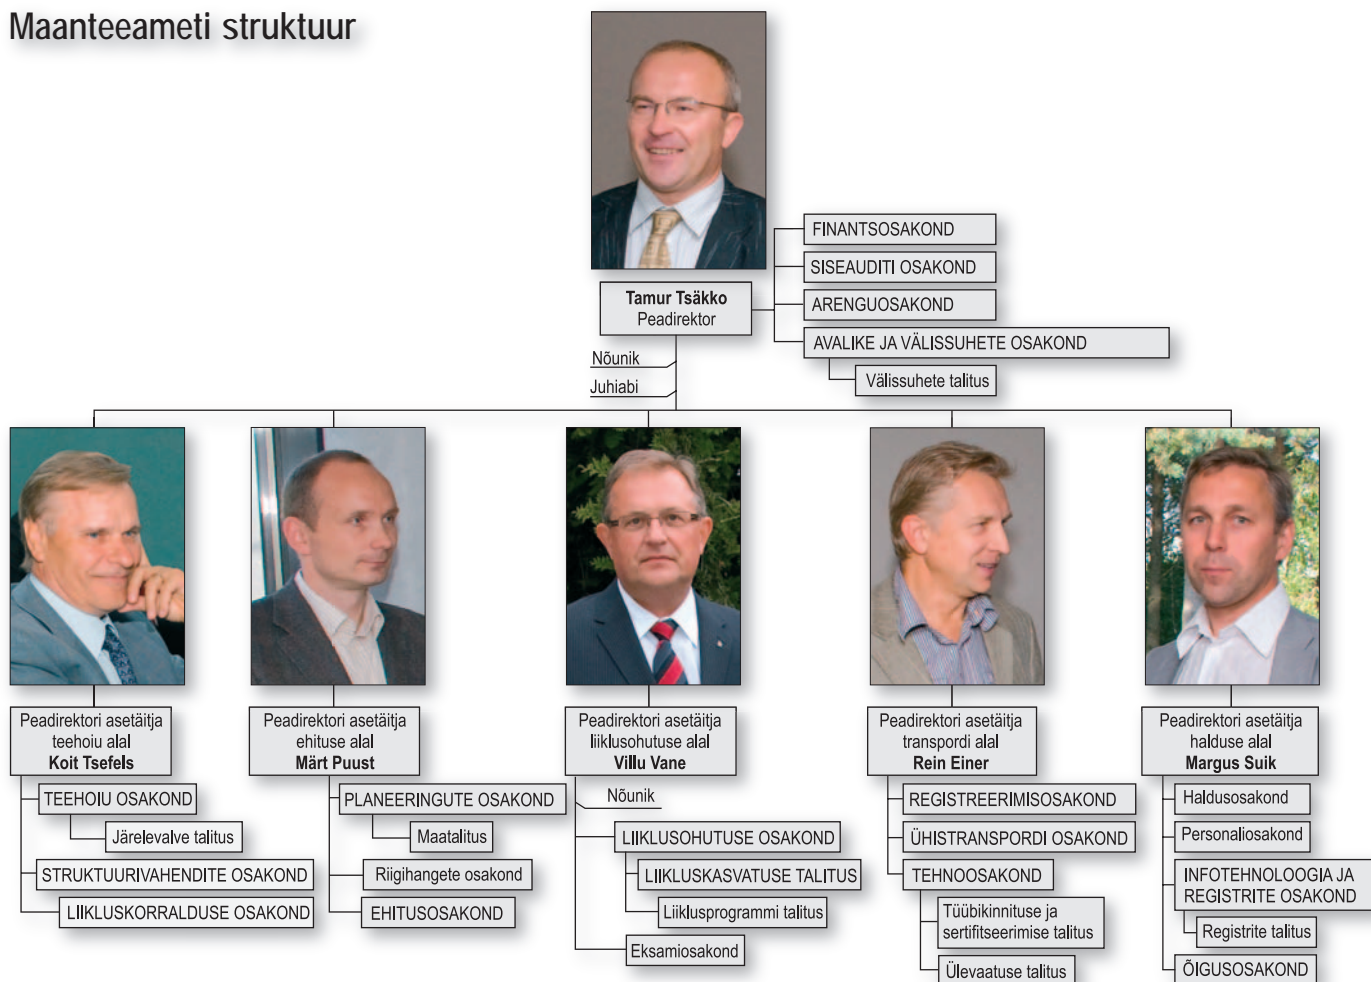 Maanteeameti struktuur
Tamur Tsäkko
Peadirektor
FINANTSOSAKOND
SISEAUDITI OSAKOND
ARENGUOSAKOND
AVALIKE JA VÄLISSUHETE OSAKOND
Välissuhete talitus
Nõunik
Juhiabi
Peadirektori asetäitja
teehoiu alal
Koit Tsefels
TEEHOIU OSAKOND
Järelevalve talitus
STRUKTUURIVAHENDITE OSAKOND
LIIKLUSKORRALDUSE OSAKOND
Peadirektori asetäitja
ehituse alal
Märt Puust
PLANEERINGUTE OSAKOND
Maatalitus
Riigihangete osakond
EHITUSOSAKOND
Peadirektori asetäitja
liiklusohutuse alal
Villu Vane
Nõunik
LIIKLUSOHUTUSE OSAKOND
LIIKLUSKASVATUSE TALITUS
Liiklusprogrammi talitus
Eksamiosakond
Peadirektori asetäitja
transpordi alal
Rein Einer
REGISTREERIMISOSAKOND
ÜHISTRANSPORDI OSAKOND
TEHNOOSAKOND
Tüübikinnituse ja
sertifitseerimise talitus
Ülevaatuse talitus
Peadirektori asetäitja
halduse alal
Margus Suik
Haldusosakond
Personaliosakond
INFOTEHNOLOOGIA JA
REGISTRITE OSAKOND
Registrite talitus
ÕIGUSOSAKOND